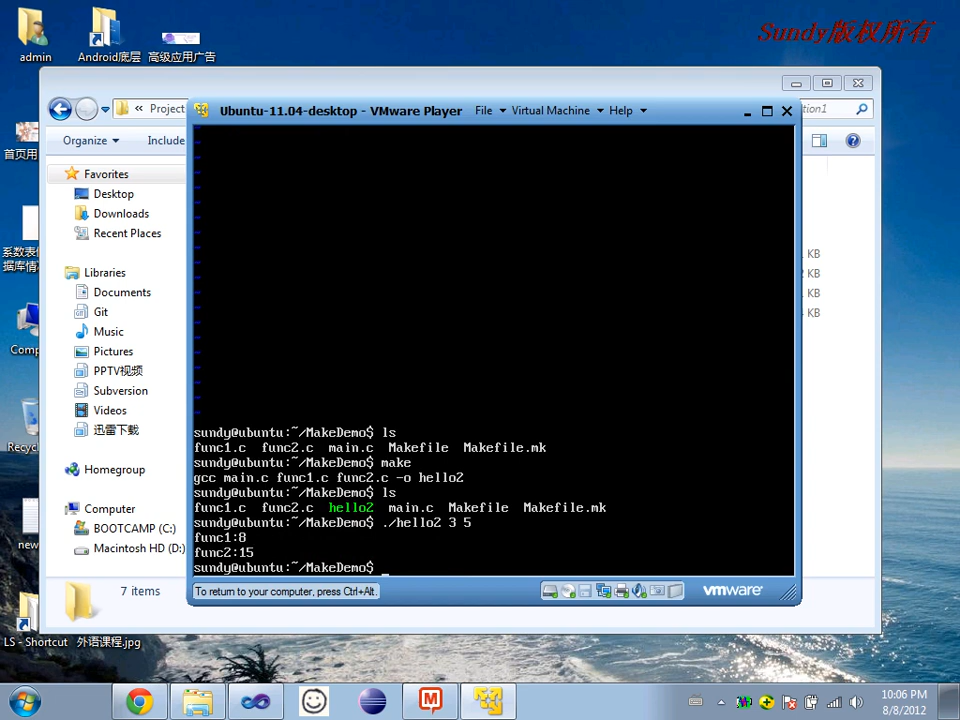 admin
Android底层
高级应用广告
Sundy版权所有
首页用
Recycl
new
LS - Shortcut
外语课程.jpg
« Project
Organize
Include
Favorites
Desktop
Downloads
Recent Places
Libraries
Documents
Git
Music
Pictures
PPTV视频
Subversion
Videos
迅雷下载
Homegroup
Computer
BOOTCAMP (C:)
Macintosh HD (D:)
7 items
KB
KB
KB
KB
Ubuntu-11.04-desktop - VMware Player File Virtual Machine Help
sundy@ubuntu:~/MakeDemo$ ls
func1.c func2.c main.c Makefile Makefile.mk
sundy@ubuntu:~/MakeDemo$ make
gcc main.c func1.c func2.c -o hello2
sundy@ubuntu:~/MakeDemo$ ls
func1.c func2.c hello2 main.c Makefile Makefile.mk
sundy@ubuntu:~/MakeDemo$ ./hello2 3 5
func1:8
func2:15
sundy@ubuntu:~/MakeDemo$ _
To return to your computer, press Ctrl+Alt.
vmware
10:06 PM
8/8/2012